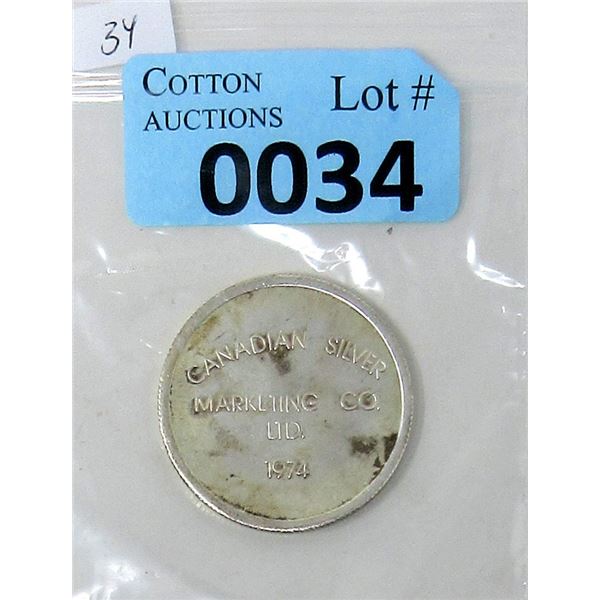 34
COTTON
AUCTIONS
Lot #
0034
CANADIAN SILVER
MARKETING CO.
LTD.
1974